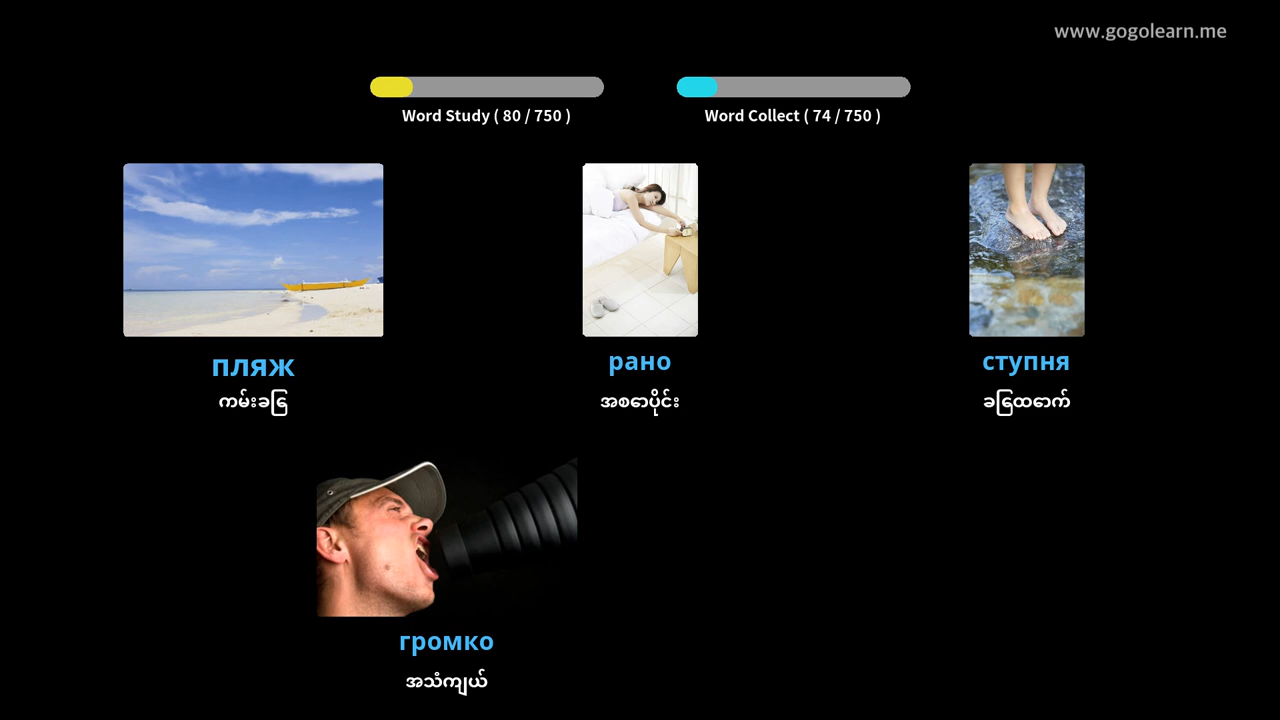 www.gogolearn.me
Word Study ( 80 / 750 )
Word Collect ( 74 / 750 )
пляж
рано
ступня
ကမ်းခြေ
အစောပိုင်း
ခြေထောက်
громко
အသံကျယ်